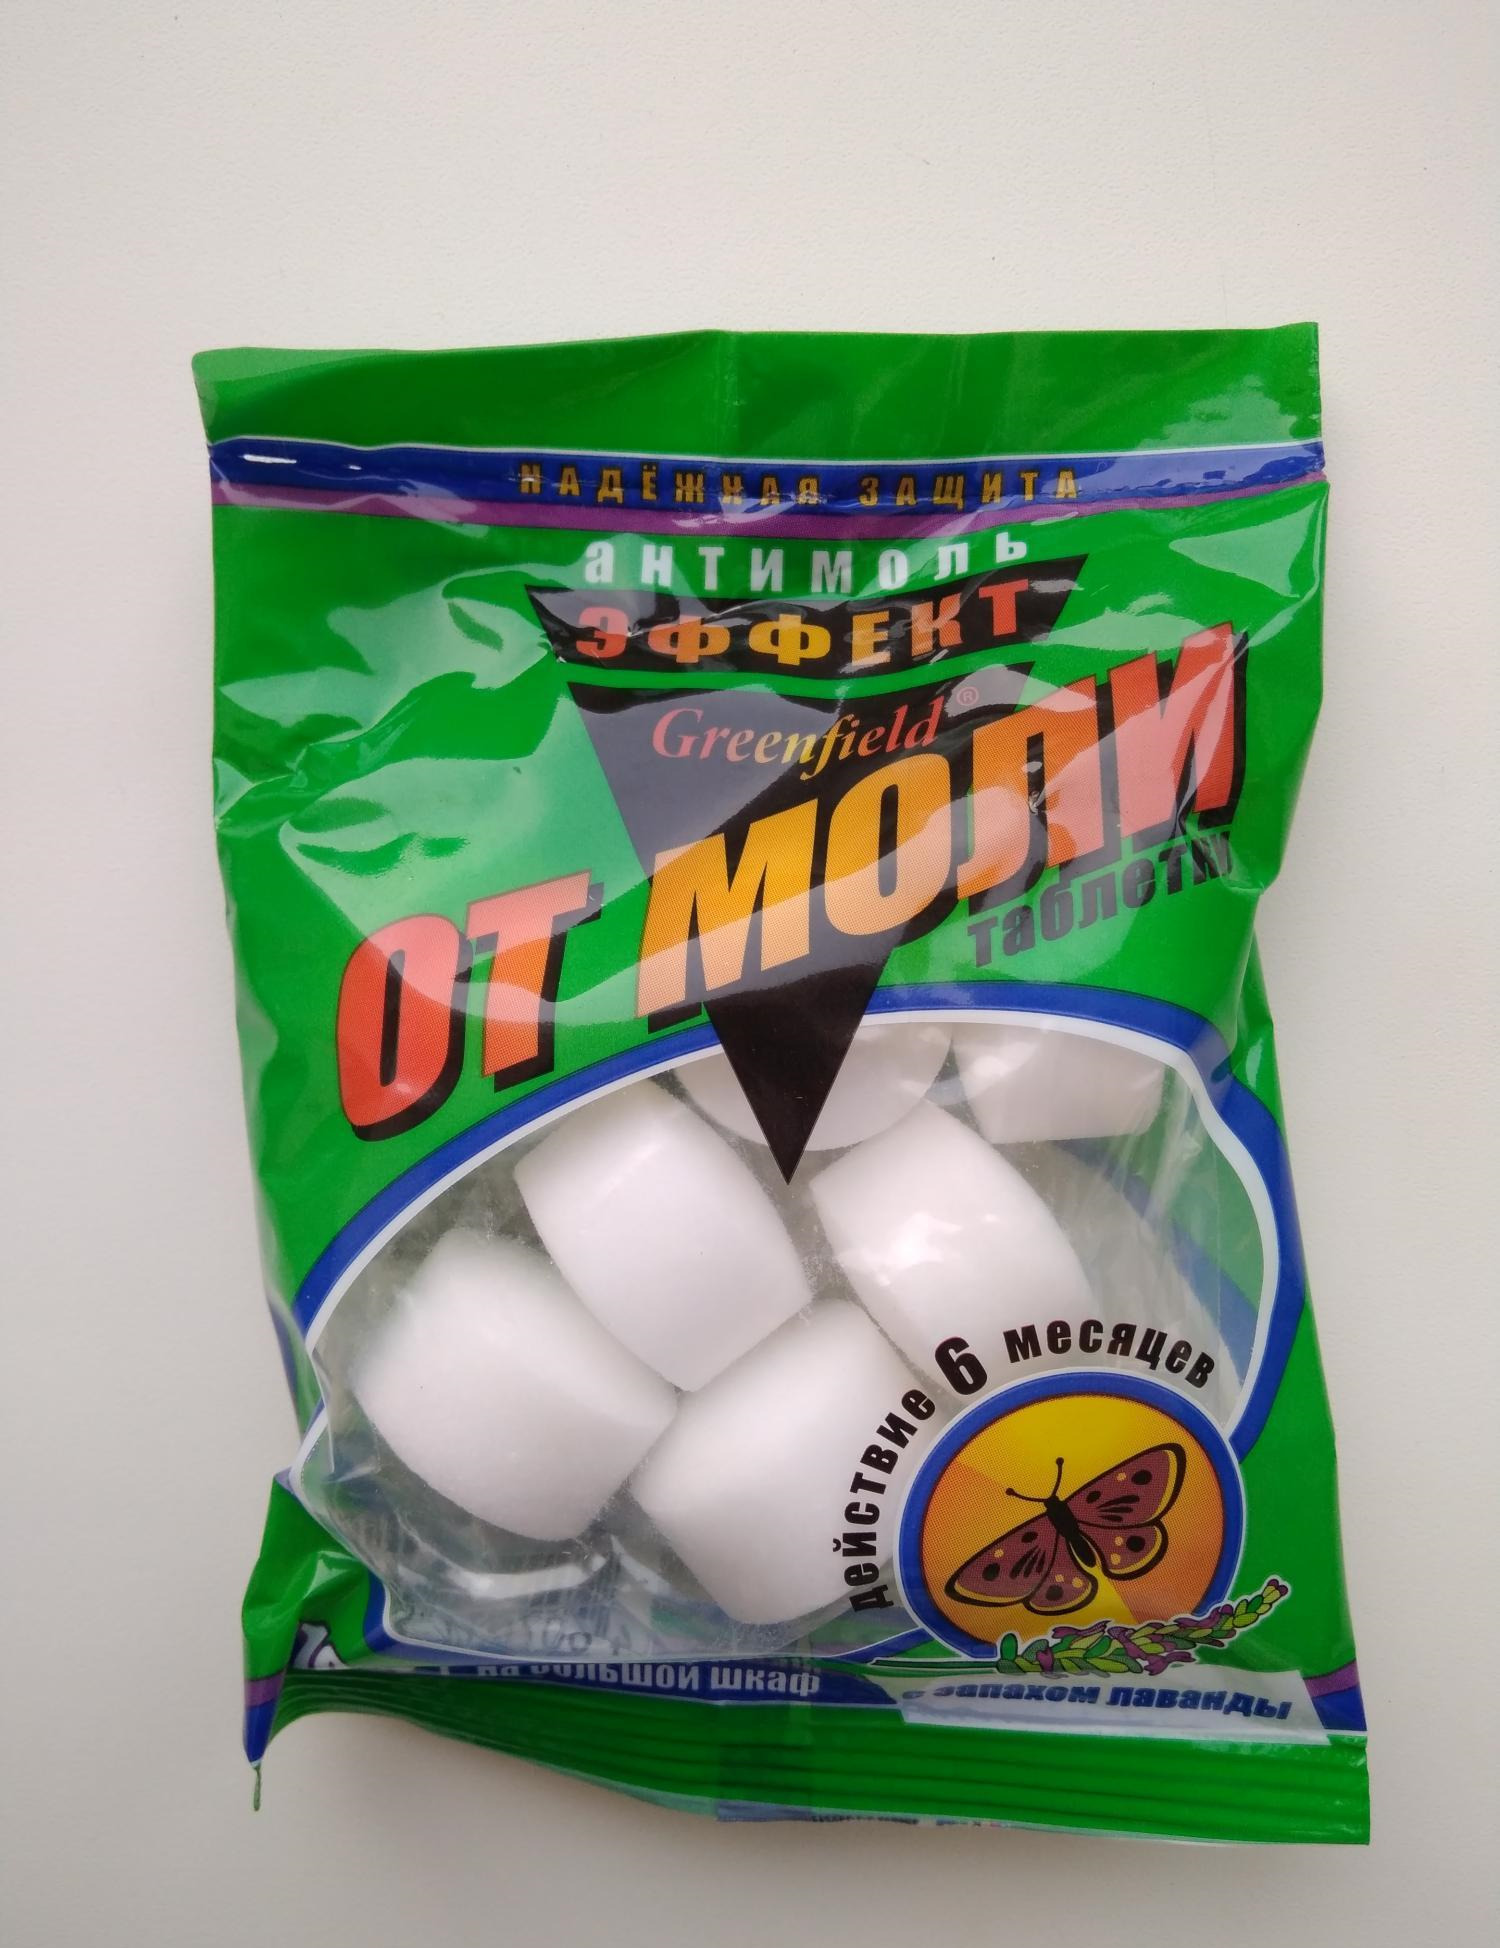 НАДЁЖНАЯ ЗАЩИТА
антимоль
ЭФФЕКТ
Greenfield®
ОТ МОЛИ
таблетки
действие 6 месяцев
на большой шкаф
с запахом лаванды